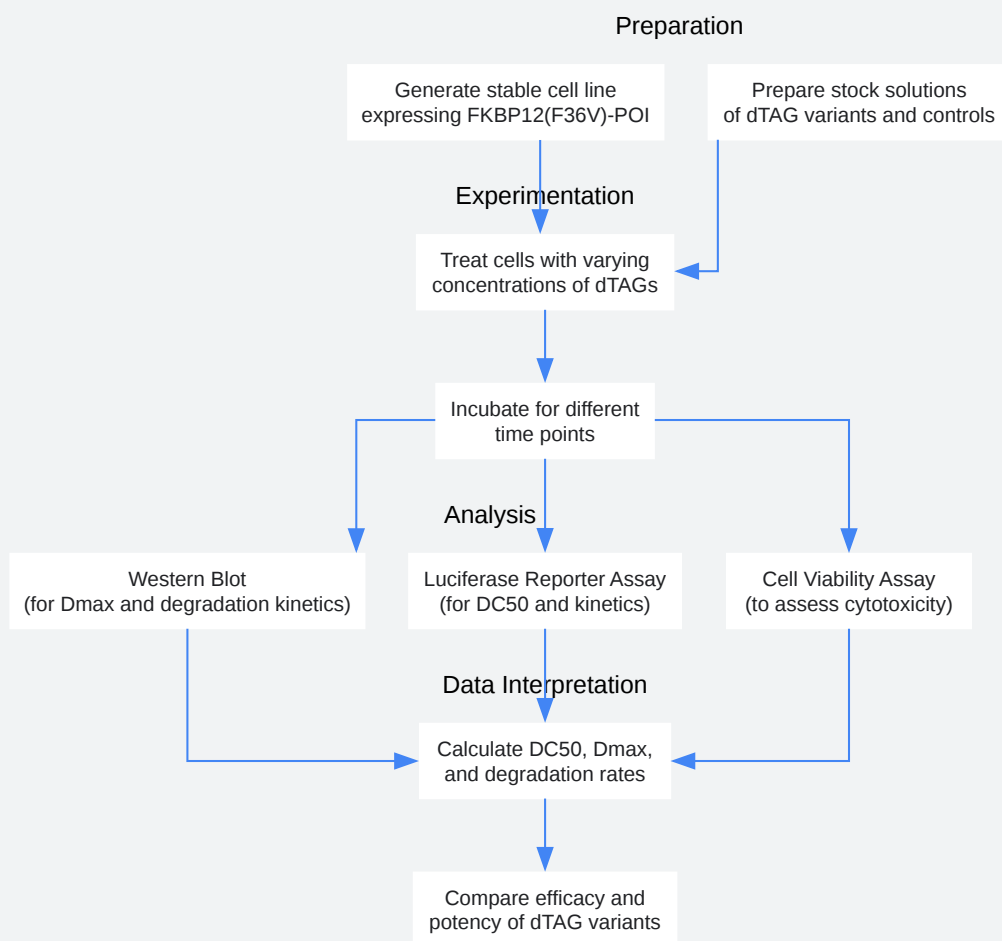 Preparation
Generate stable cell line
expressing FKBP12(F36V)-POI
Prepare stock solutions
of dTAG variants and controls
Experimentation
Treat cells with varying
concentrations of dTAGs
Incubate for different
time points
Analysis
Western Blot
(for Dmax and degradation kinetics)
Luciferase Reporter Assay
(for DC50 and kinetics)
Cell Viability Assay
(to assess cytotoxicity)
Data Interpretation
Calculate DC50, Dmax,
and degradation rates
Compare efficacy and
potency of dTAG variants